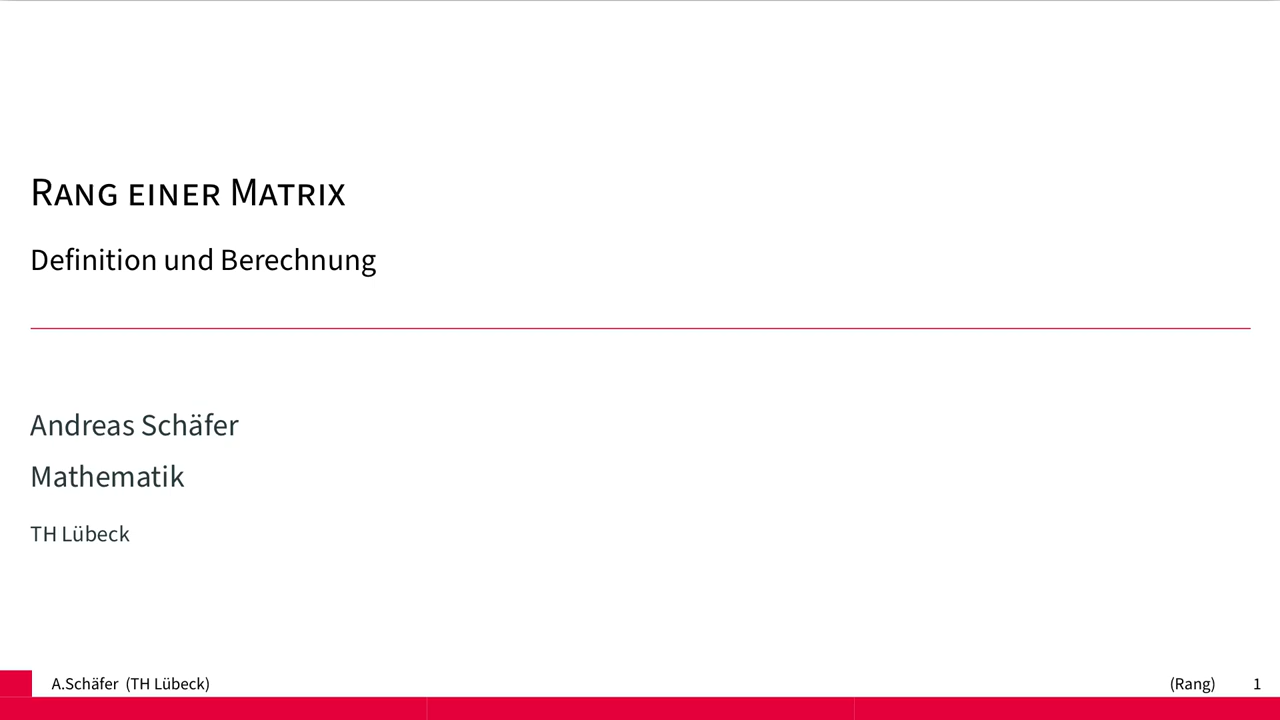 Rang einer Matrix
Definition und Berechnung
Andreas Schäfer
Mathematik
TH Lübeck
A.Schäfer (TH Lübeck) (Rang) 1